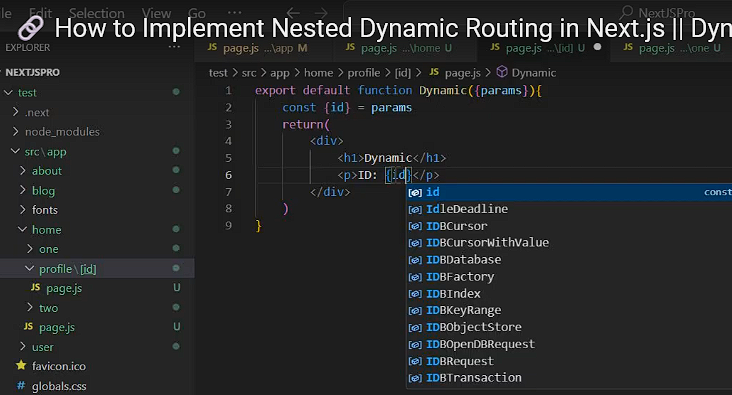 File Edit Selection View Go NextJSPro
How to Implement Nested Dynamic Routing in Next.js || Dyn
EXPLORER ...
JS page.js ...\app M JS page.js ...\home U JS page.js ...\[id] U JS page.js ...\one U
NEXTJSPRO
test > src > app > home > profile > [id] > JS page.js > Dynamic
test
.next
node_modules
src\app
about
blog
fonts
home
one
profile\[id]
JS page.js U
two
JS page.js U
user
favicon.ico
# globals.css
1 export default function Dynamic({params}){
2 const {id} = params
3 return(
4 <div>
5 <h1>Dynamic</h1>
6 <p>ID: {id}</p>
7 </div>
8 )
9 }
id const
IdleDeadline
IDBCursor
IDBCursorWithValue
IDBDatabase
IDBFactory
IDBIndex
IDBKeyRange
IDBObjectStore
IDBOpenDBRequest
IDBRequest
IDBTransaction